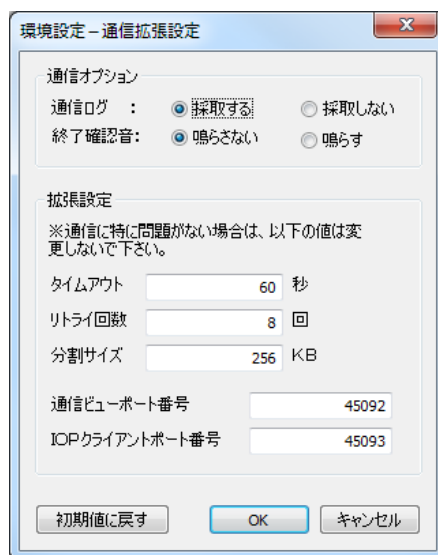 環境設定－通信拡張設定
通信オプション
通信ログ　： 採取する 採取しない
終了確認音： 鳴らさない 鳴らす
拡張設定
※通信に特に問題がない場合は、以下の値は変
更しないで下さい。
タイムアウト 60 秒
リトライ回数 8 回
分割サイズ 256 KB
通信ビューポート番号 45092
IOPクライアントポート番号 45093
初期値に戻す OK キャンセル